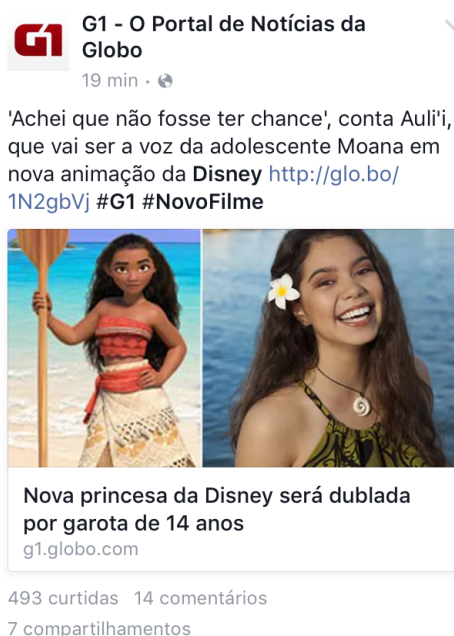 G1
G1 - O Portal de Notícias da
Globo
19 min ·
'Achei que não fosse ter chance', conta Auli'i,
que vai ser a voz da adolescente Moana em
nova animação da Disney http://glo.bo/
1N2gbVj #G1 #NovoFilme
Nova princesa da Disney será dublada
por garota de 14 anos
g1.globo.com
493 curtidas 14 comentários
7 compartilhamentos